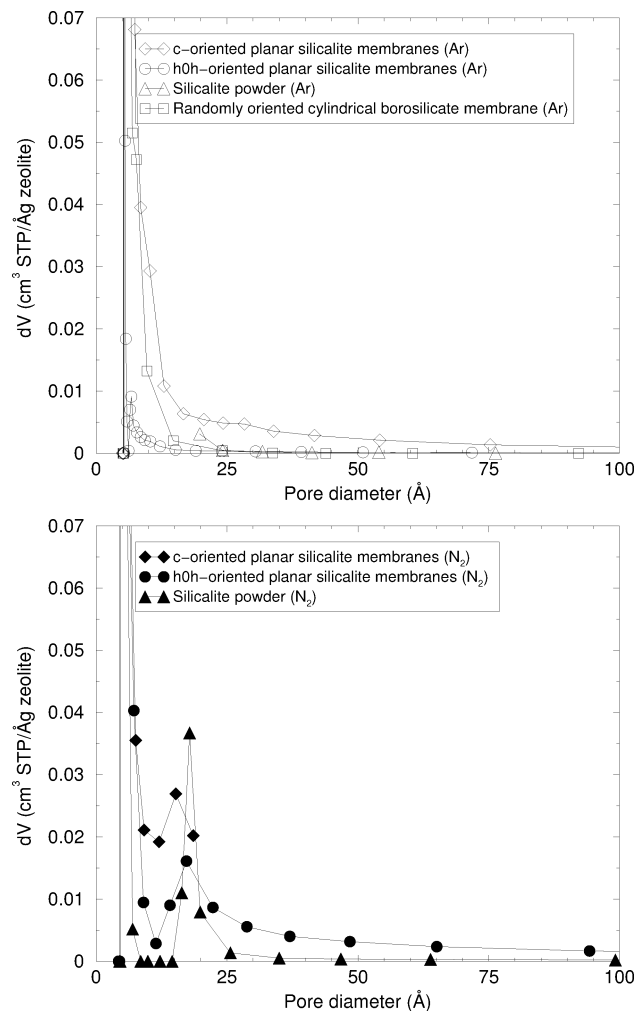 0.07
c−oriented planar silicalite membranes (Ar)
h0h−oriented planar silicalite membranes (Ar)
Silicalite powder (Ar)
Randomly oriented cylindrical borosilicate membrane (Ar)
0.06
0.05
0.04
0.03
0.02
0.01
0
dV (cm³ STP/Åg zeolite)
0 25 50 75 100
Pore diameter (Å)
0.07
c−oriented planar silicalite membranes (N₂)
h0h−oriented planar silicalite membranes (N₂)
Silicalite powder (N₂)
0.06
0.05
0.04
0.03
0.02
0.01
0
dV (cm³ STP/Åg zeolite)
0 25 50 75 100
Pore diameter (Å)